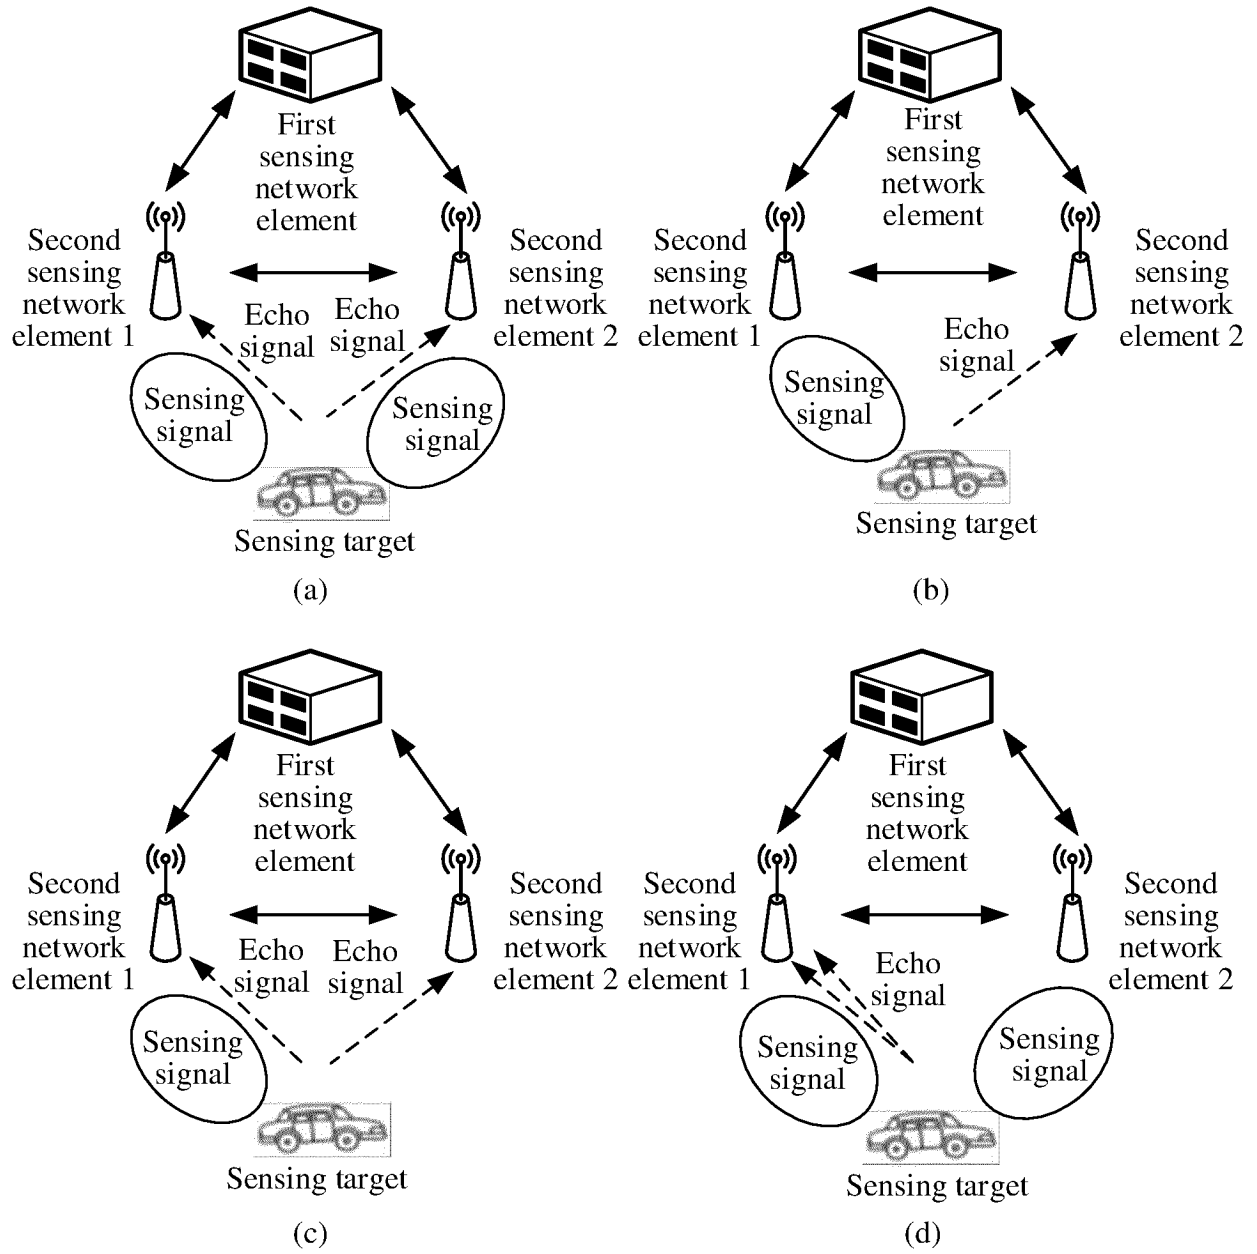 First
sensing
network
element
Second
sensing
network
element 1
Second
sensing
network
element 2
Echo
signal
Echo
signal
Sensing
signal
Sensing
signal
Sensing target
(a)
First
sensing
network
element
Second
sensing
network
element 1
Second
sensing
network
element 2
Echo
signal
Sensing
signal
Sensing target
(b)
First
sensing
network
element
Second
sensing
network
element 1
Second
sensing
network
element 2
Echo
signal
Echo
signal
Sensing
signal
Sensing target
(c)
First
sensing
network
element
Second
sensing
network
element 1
Second
sensing
network
element 2
Echo
signal
Sensing
signal
Sensing
signal
Sensing target
(d)